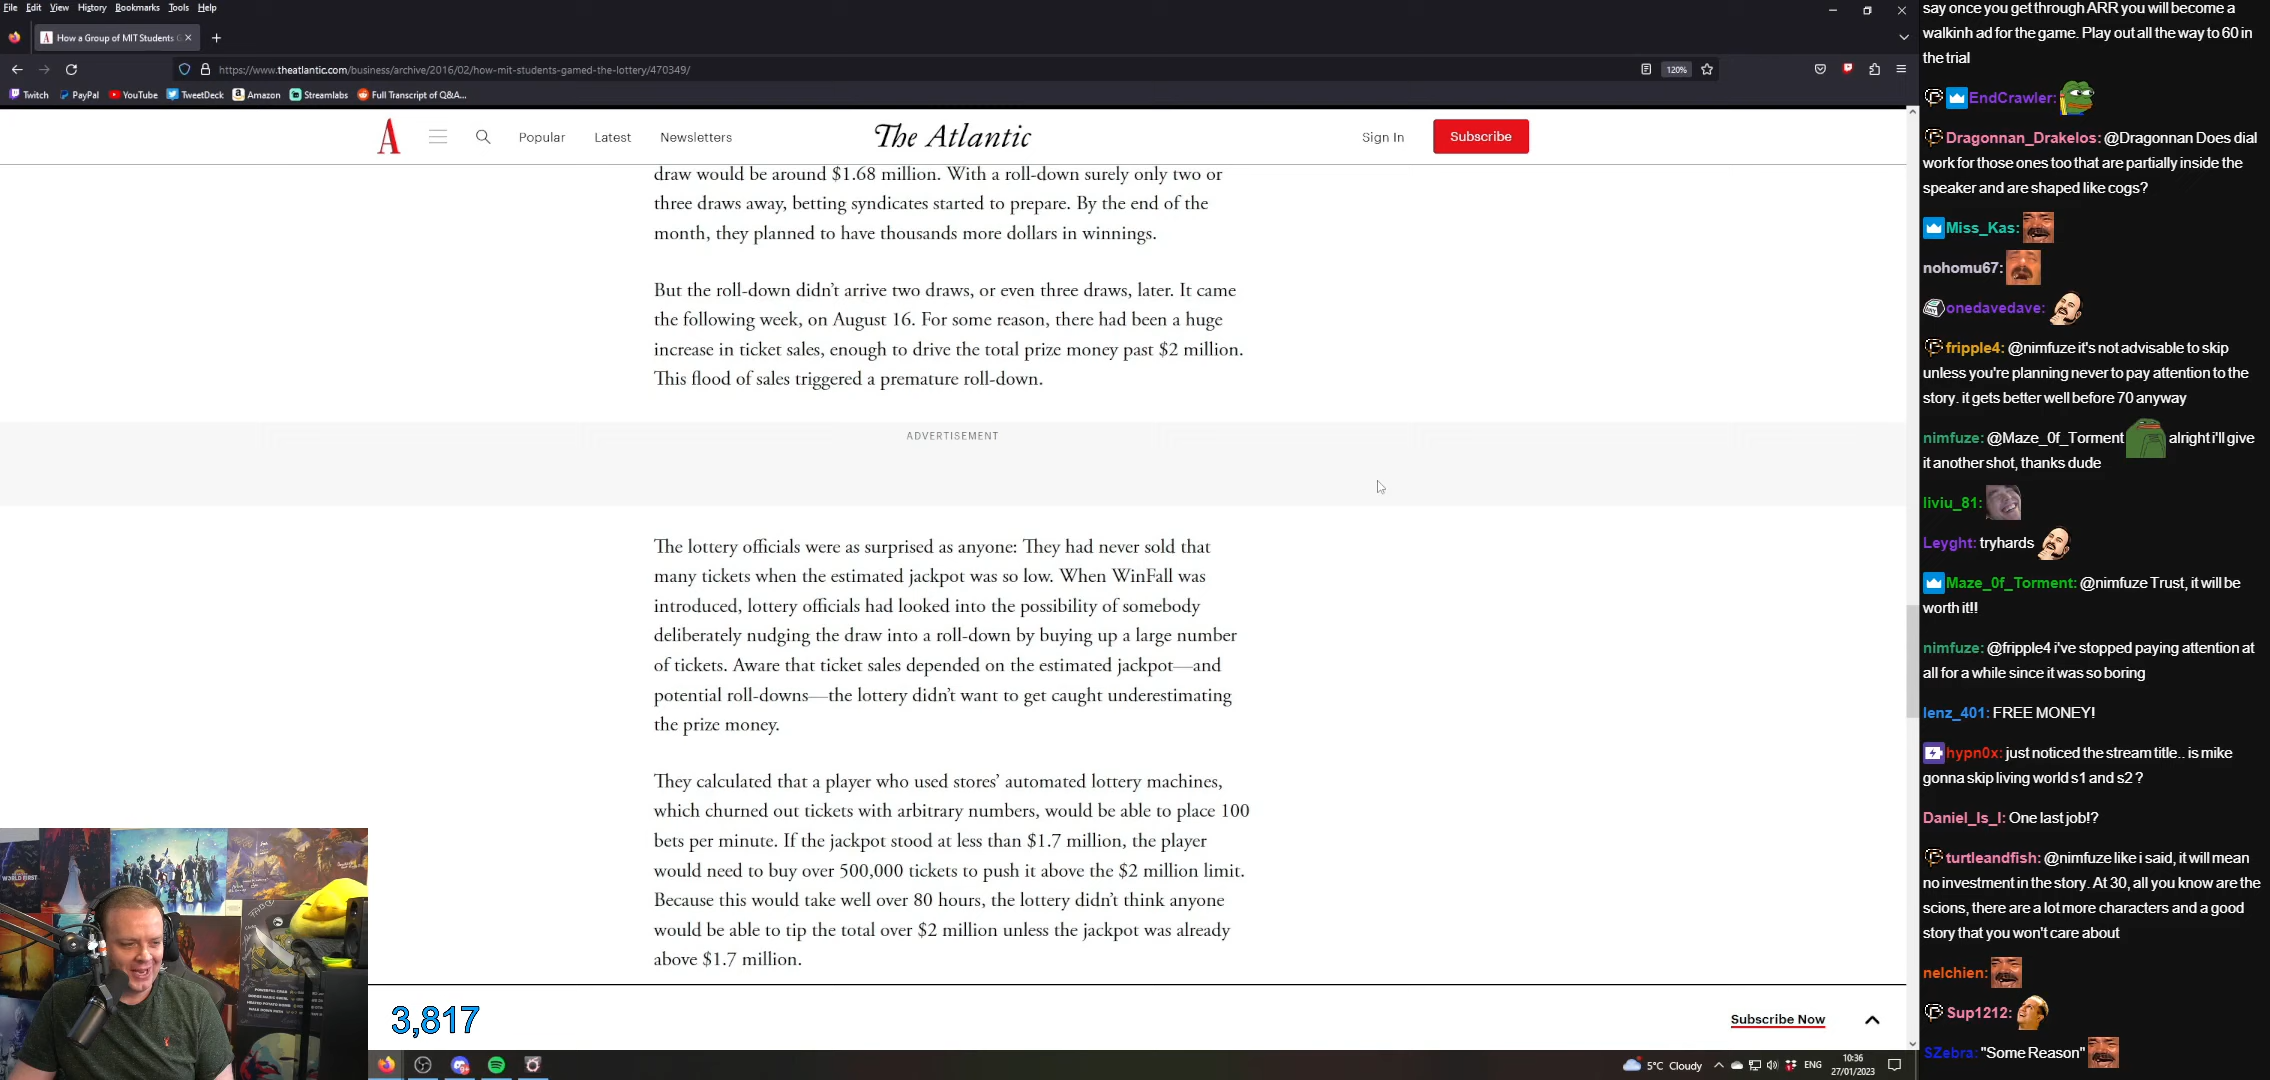 File Edit View History Bookmarks Tools Help
How a Group of MIT Students G
https://www.theatlantic.com/business/archive/2016/02/how-mit-students-gamed-the-lottery/470349/
120%
Twitch PayPal YouTube TweetDeck Amazon Streamlabs Full Transcript of Q&A...
A Popular Latest Newsletters The Atlantic Sign In Subscribe
draw would be around $1.68 million. With a roll-down surely only two or
three draws away, betting syndicates started to prepare. By the end of the
month, they planned to have thousands more dollars in winnings.
But the roll-down didn’t arrive two draws, or even three draws, later. It came
the following week, on August 16. For some reason, there had been a huge
increase in ticket sales, enough to drive the total prize money past $2 million.
This flood of sales triggered a premature roll-down.
ADVERTISEMENT
The lottery officials were as surprised as anyone: They had never sold that
many tickets when the estimated jackpot was so low. When WinFall was
introduced, lottery officials had looked into the possibility of somebody
deliberately nudging the draw into a roll-down by buying up a large number
of tickets. Aware that ticket sales depended on the estimated jackpot—and
potential roll-downs—the lottery didn’t want to get caught underestimating
the prize money.
They calculated that a player who used stores’ automated lottery machines,
which churned out tickets with arbitrary numbers, would be able to place 100
bets per minute. If the jackpot stood at less than $1.7 million, the player
would need to buy over 500,000 tickets to push it above the $2 million limit.
Because this would take well over 80 hours, the lottery didn’t think anyone
would be able to tip the total over $2 million unless the jackpot was already
above $1.7 million.
3,817
Subscribe Now
5°C Cloudy
ENG
10:36
27/01/2023
say once you get through ARR you will become a
walkinh ad for the game. Play out all the way to 60 in
the trial
EndCrawler:
Dragonnan_Drakelos: @Dragonnan Does dial
work for those ones too that are partially inside the
speaker and are shaped like cogs?
Miss_Kas:
nohomu67:
onedavedave:
fripple4: @nimfuze it's not advisable to skip
unless you're planning never to pay attention to the
story. it gets better well before 70 anyway
nimfuze: @Maze_0f_Torment alright i'll give
it another shot, thanks dude
liviu_81:
Leyght: tryhards
Maze_0f_Torment: @nimfuze Trust, it will be
worth it!!
nimfuze: @fripple4 i've stopped paying attention at
all for a while since it was so boring
lenz_401: FREE MONEY!
hypn0x: just noticed the stream title.. is mike
gonna skip living world s1 and s2 ?
Daniel_Is_I: One last job!?
turtleandfish: @nimfuze like i said, it will mean
no investment in the story. At 30, all you know are the
scions, there are a lot more characters and a good
story that you won't care about
nelchien:
Sup1212:
SZebra: "Some Reason"